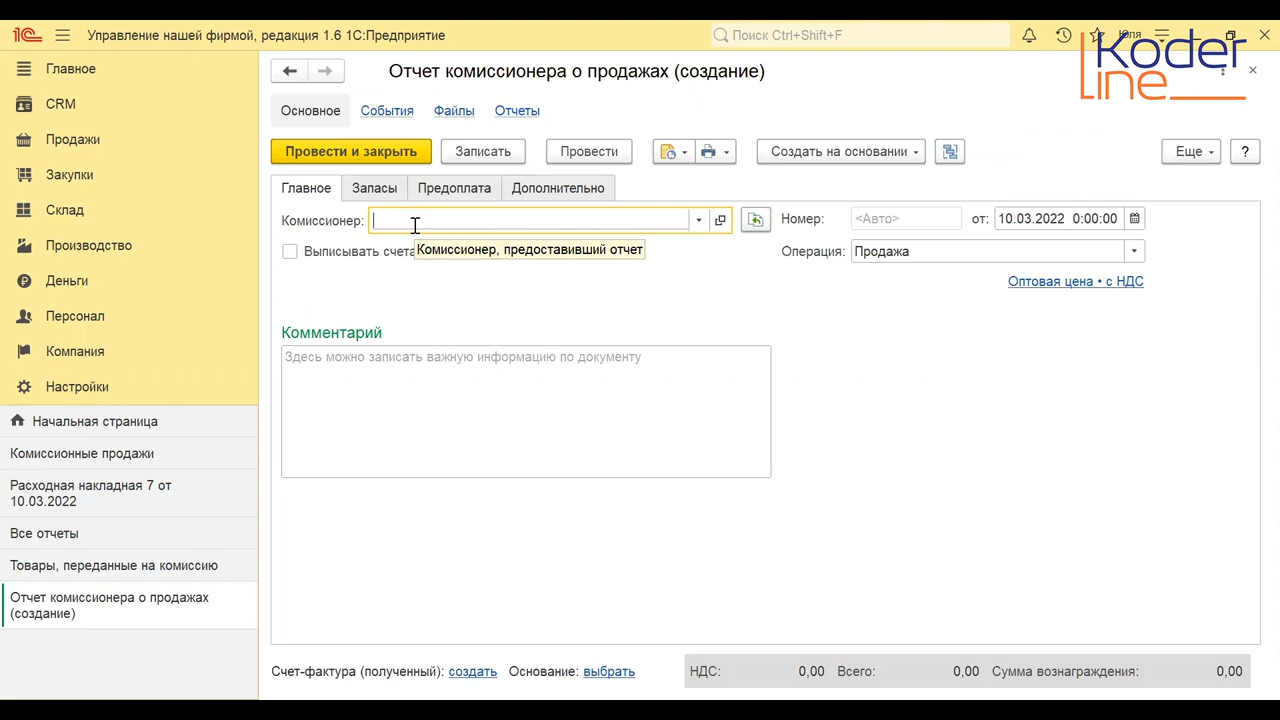 1С Управление нашей фирмой, редакция 1.6 1С:Предприятие
Поиск Ctrl+Shift+F
Юля
Koder
line
Главное
CRM
Продажи
Закупки
Склад
Производство
Деньги
Персонал
Компания
Настройки
Начальная страница
Комиссионные продажи
Расходная накладная 7 от
10.03.2022
Все отчеты
Товары, переданные на комиссию
Отчет комиссионера о продажах
(создание)
Отчет комиссионера о продажах (создание)
Основное События Файлы Отчеты
Провести и закрыть Записать Провести Создать на основании Еще ?
Главное Запасы Предоплата Дополнительно
Комиссионер: Номер: <Авто> от: 10.03.2022 0:00:00
Выписывать счета Комиссионер, предоставивший отчет Операция: Продажа
Оптовая цена • с НДС
Комментарий
Здесь можно записать важную информацию по документу
Счет-фактура (полученный): создать Основание: выбрать НДС: 0,00 Всего: 0,00 Сумма вознаграждения: 0,00